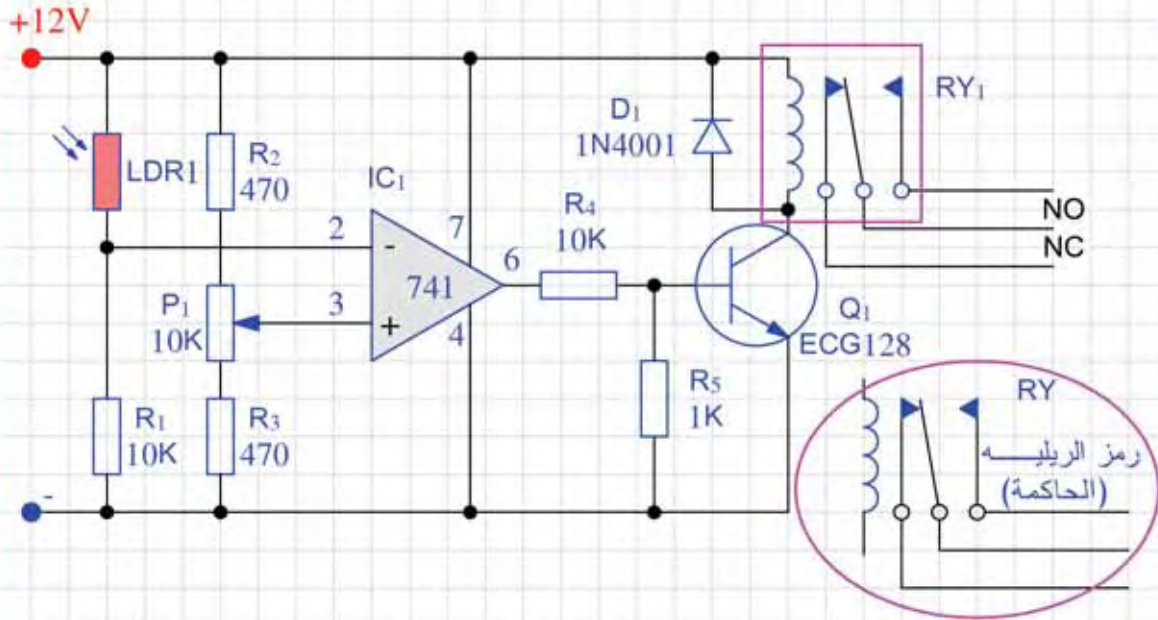 +12V
LDR1
R₂
470
IC₁
2
-
7
741
6
3
+
4
P₁
10K
R₁
10K
R₃
470
R₄
10K
R₅
1K
D₁
1N4001
RY₁
NO
NC
Q₁
ECG128
-
RY
رمز الريليـــــه
(الحاكمة)